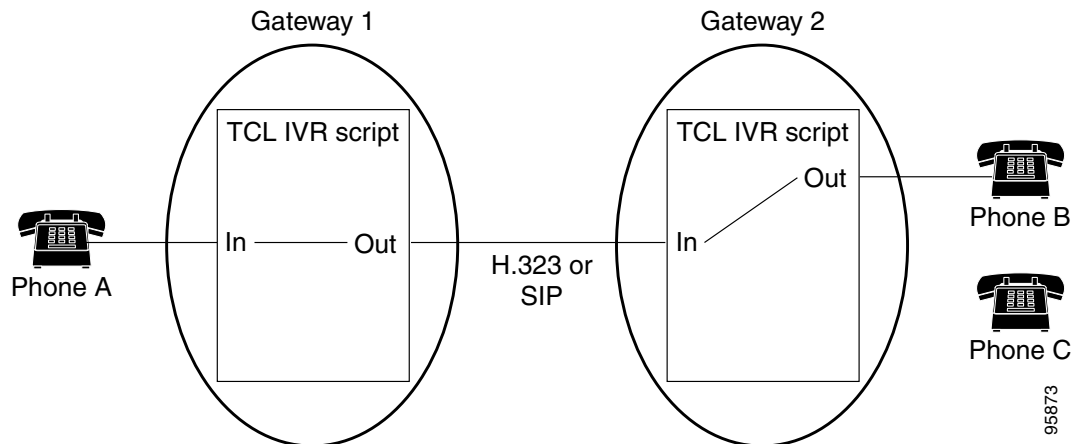 Gateway 1
Gateway 2
TCL IVR script
TCL IVR script
Out
Phone B
In
Out
In
Phone A
H.323 or
SIP
Phone C
95873